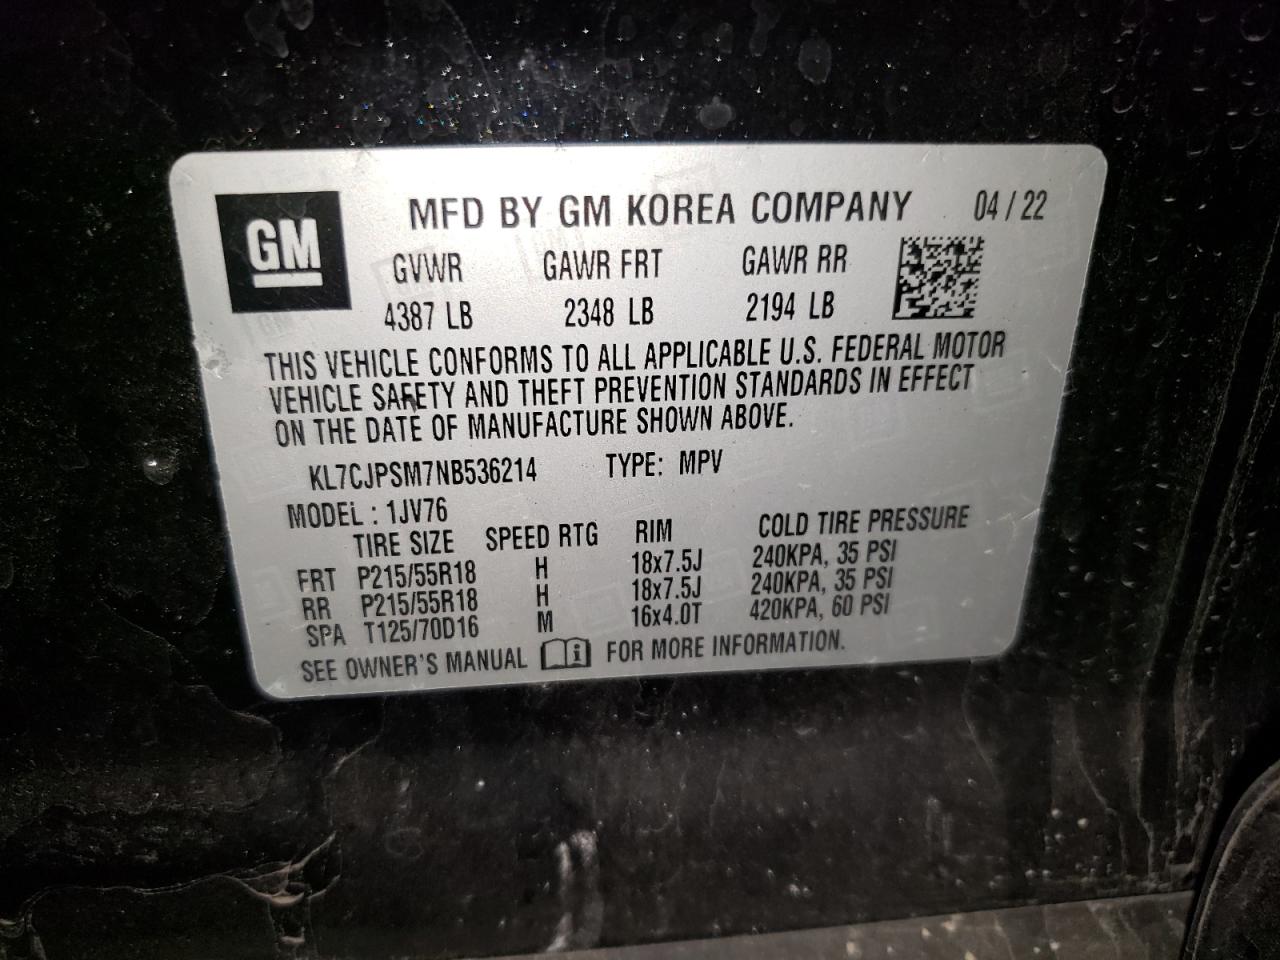 GM
MFD BY GM KOREA COMPANY 04 / 22
GVWR GAWR FRT GAWR RR
4387 LB 2348 LB 2194 LB
THIS VEHICLE CONFORMS TO ALL APPLICABLE U.S. FEDERAL MOTOR
VEHICLE SAFETY AND THEFT PREVENTION STANDARDS IN EFFECT
ON THE DATE OF MANUFACTURE SHOWN ABOVE.
KL7CJPSM7NB536214 TYPE: MPV
MODEL : 1JV76
TIRE SIZE SPEED RTG RIM COLD TIRE PRESSURE
FRT P215/55R18 H 18x7.5J 240KPA, 35 PSI
RR P215/55R18 H 18x7.5J 240KPA, 35 PSI
SPA T125/70D16 M 16x4.0T 420KPA, 60 PSI
SEE OWNER'S MANUAL i FOR MORE INFORMATION.